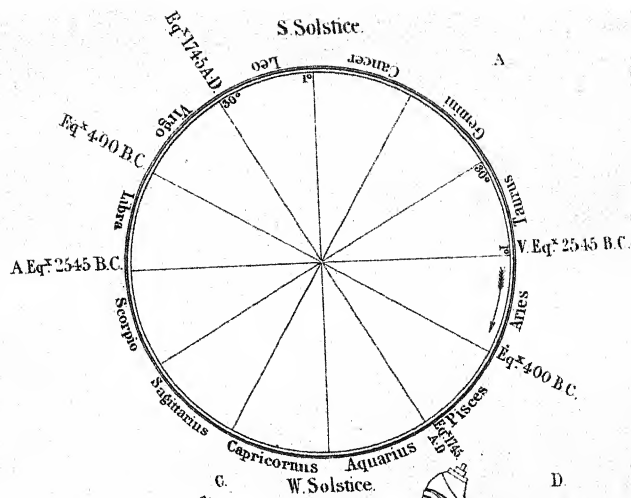 S. Solstice.
A
Eqx. 1745 A.D.
Leo
Cancer
30°
1°
Virgo
Gemini
Eqx. 400 B.C
30°
Libra
Taurus
A. Eqx. 2545 B.C.
1°
V. Eqx. 2545 B.C.
Scorpio
Aries
Eqx. 400 B.C.
Sagittarius
Pisces
Eqx. 1745.
A.D
Capricornus
Aquarius
C.
W. Solstice.
D.